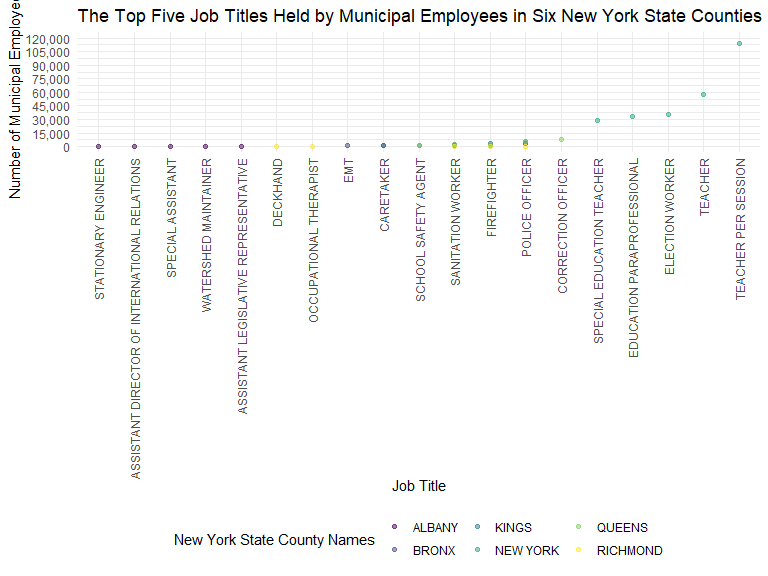 The Top Five Job Titles Held by Municipal Employees in Six New York State Counties
Number of Municipal
120,000
105,000
90,000
75,000
60,000
45,000
30,000
15,000
0
STATIONARY ENGINEER
ASSISTANT DIRECTOR OF INTERNATIONAL RELATIONS
SPECIAL ASSISTANT
WATERSHED MAINTAINER
ASSISTANT LEGISLATIVE REPRESENTATIVE
DECKHAND
OCCUPATIONAL THERAPIST
EMT
CARETAKER
SCHOOL SAFETY AGENT
SANITATION WORKER
FIREFIGHTER
POLICE OFFICER
CORRECTION OFFICER
SPECIAL EDUCATION TEACHER
EDUCATION PARAPROFESSIONAL
ELECTION WORKER
TEACHER
TEACHER PER SESSION
Job Title
New York State County Names
ALBANY
KINGS
QUEENS
BRONX
NEW YORK
RICHMOND